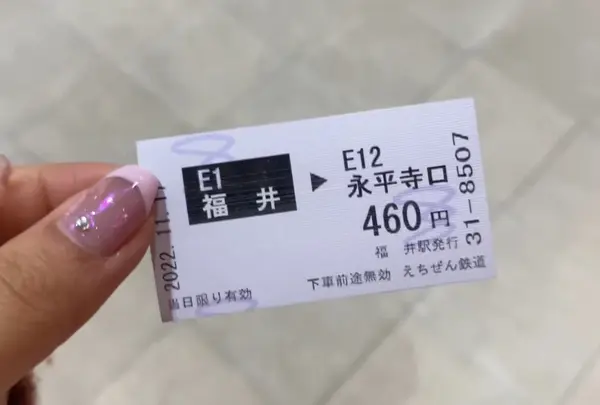 E1
福井
▶
E12
永平寺口
460円
福 井駅発行
下車前途無効 えちぜん鉄道
当日限り有効
2022.11.
31-8507